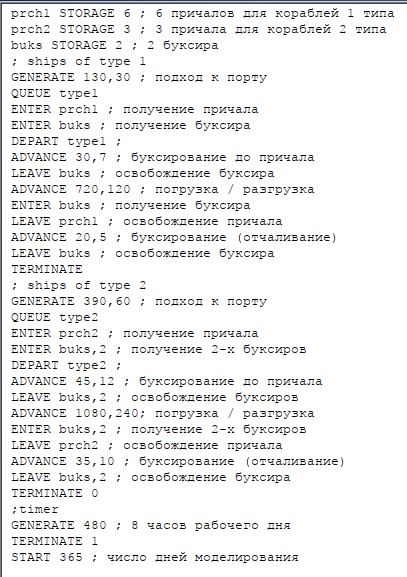 prch1 STORAGE 6 ; 6 причалов для кораблей 1 типа
prch2 STORAGE 3 ; 3 причала для кораблей 2 типа
buks STORAGE 2 ; 2 буксира
; ships of type 1
GENERATE 130,30 ; подход к порту
QUEUE type1
ENTER prch1 ; получение причала
ENTER buks ; получение буксира
DEPART type1 ;
ADVANCE 30,7 ; буксирование до причала
LEAVE buks ; освобождение буксира
ADVANCE 720,120 ; погрузка / разгрузка
ENTER buks ; получение буксира
LEAVE prch1 ; освобождение причала
ADVANCE 20,5 ; буксирование (отчаливание)
LEAVE buks ; освобождение буксира
TERMINATE
; ships of type 2
GENERATE 390,60 ; подход к порту
QUEUE type2
ENTER prch2 ; получение причала
ENTER buks,2 ; получение 2-х буксиров
DEPART type2 ;
ADVANCE 45,12 ; буксирование до причала
LEAVE buks,2 ; освобождение буксиров
ADVANCE 1080,240; погрузка / разгрузка
ENTER buks,2 ; получение 2-х буксиров
LEAVE prch2 ; освобождение причала
ADVANCE 35,10 ; буксирование (отчаливание)
LEAVE buks,2 ; освобождение буксира
TERMINATE 0
;timer
GENERATE 480 ; 8 часов рабочего дня
TERMINATE 1
START 365 ; число дней моделирования